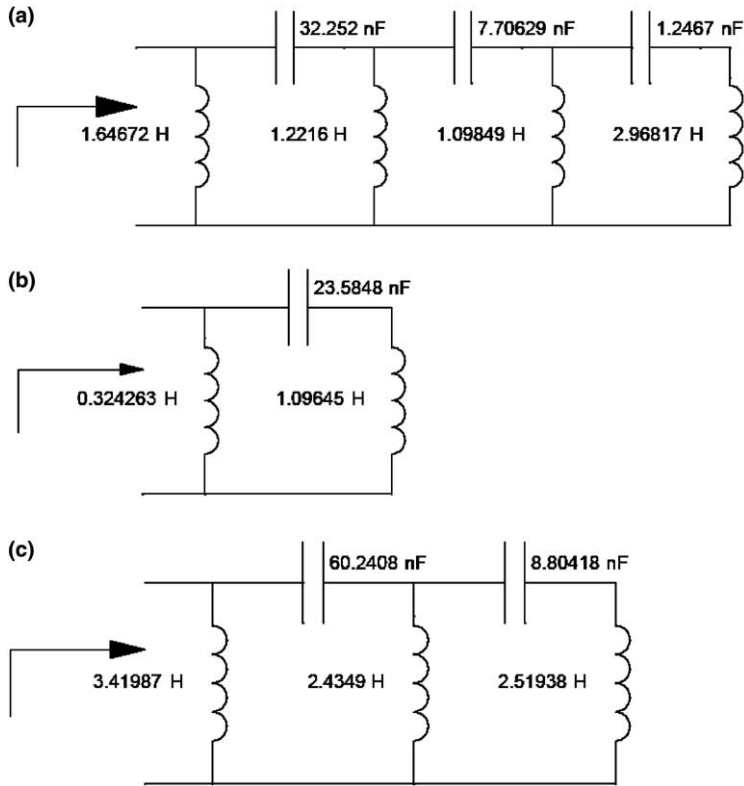 (a)
32.252 nF 7.70629 nF 1.2467 nF
1.64672 H 1.2216 H 1.09849 H 2.96817 H
(b)
23.5848 nF
0.324263 H 1.09645 H
(c)
60.2408 nF 8.80418 nF
3.41987 H 2.4349 H 2.51938 H